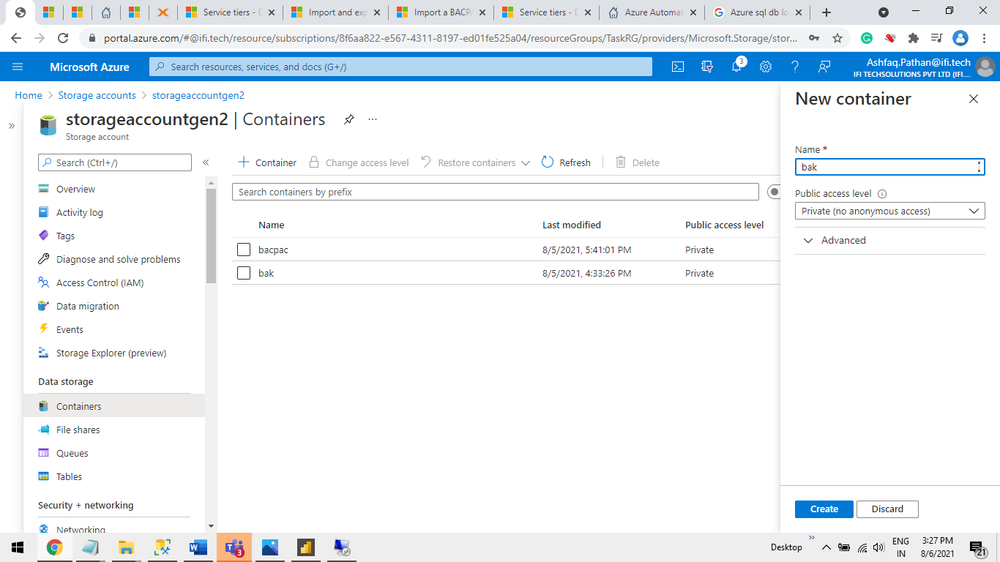 Service tiers - D
Import and exp
Import a BACPA
Service tiers - D
Azure Automat
Azure sql db lo
portal.azure.com/#@ifi.tech/resource/subscriptions/8f6aa822-e567-4311-8197-ed01fe525a04/resourceGroups/TaskRG/providers/Microsoft.Storage/stor...
Microsoft Azure
Search resources, services, and docs (G+/)
3
Ashfaq.Pathan@ifi.tech
IFI TECHSOLUTIONS PVT LTD (IFI....
Home > Storage accounts > storageaccountgen2
storageaccountgen2 | Containers
Storage account
Search (Ctrl+/)
Overview
Activity log
Tags
Diagnose and solve problems
Access Control (IAM)
Data migration
Events
Storage Explorer (preview)
Data storage
Containers
File shares
Queues
Tables
Security + networking
Networking
Container
Change access level
Restore containers
Refresh
Delete
Search containers by prefix
Name Last modified Public access level
bacpac 8/5/2021, 5:41:01 PM Private
bak 8/5/2021, 4:33:26 PM Private
New container
Name *
bak
Public access level
Private (no anonymous access)
Advanced
Create
Discard
3
Desktop
ENG
IN
3:27 PM
8/6/2021
21